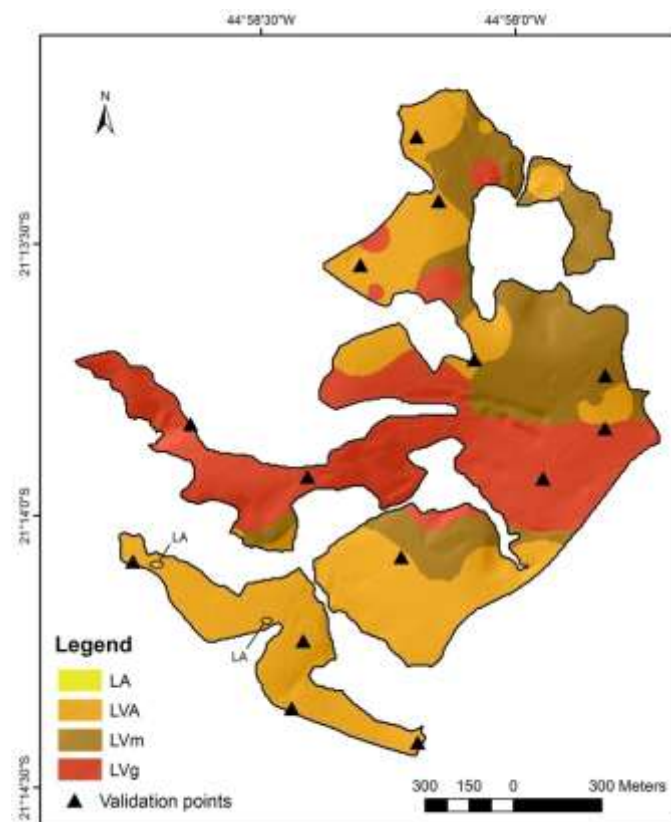 44°58'30"W 44°58'0"W
N
21°13'30"S
21°14'0"S
21°14'30"S
LA
LA
Legend
LA
LVA
LVm
LVg
Validation points
300 150 0 300 Meters